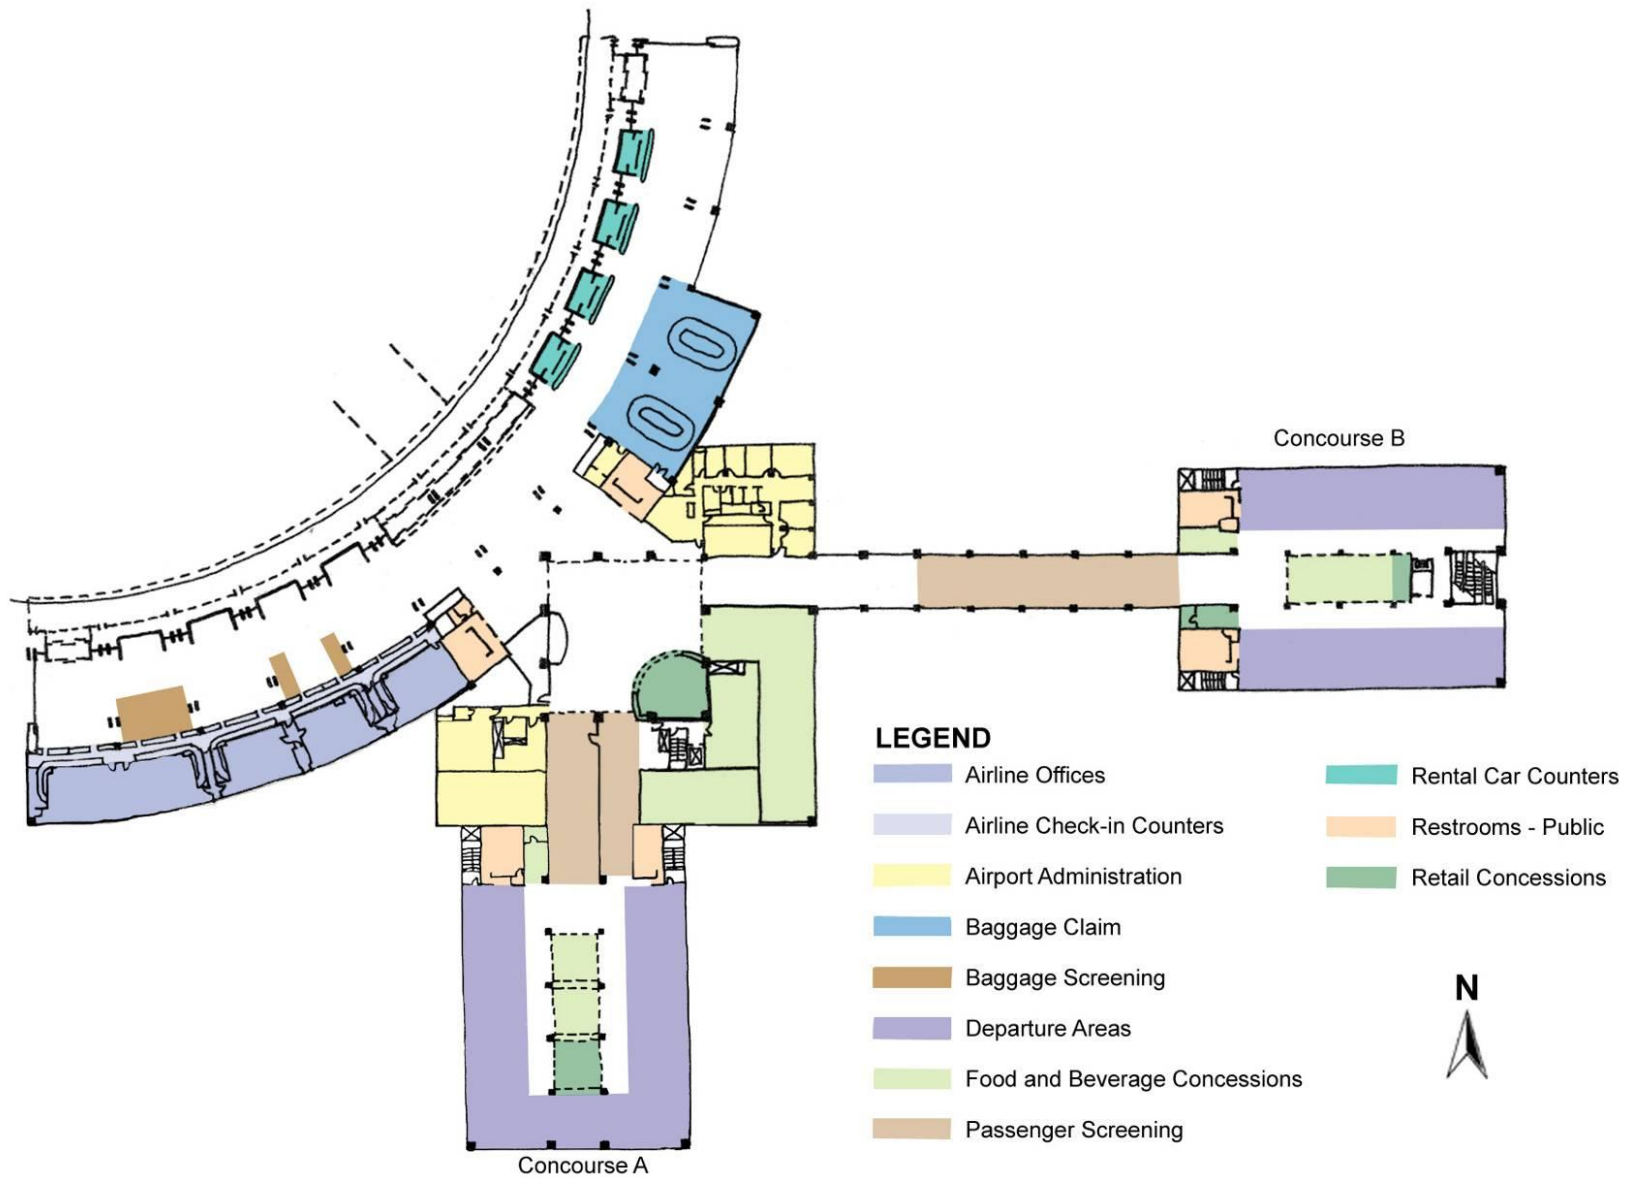 Concourse B
LEGEND
Airline Offices
Airline Check-in Counters
Airport Administration
Baggage Claim
Baggage Screening
Departure Areas
Food and Beverage Concessions
Passenger Screening
Rental Car Counters
Restrooms - Public
Retail Concessions
N
Concourse A